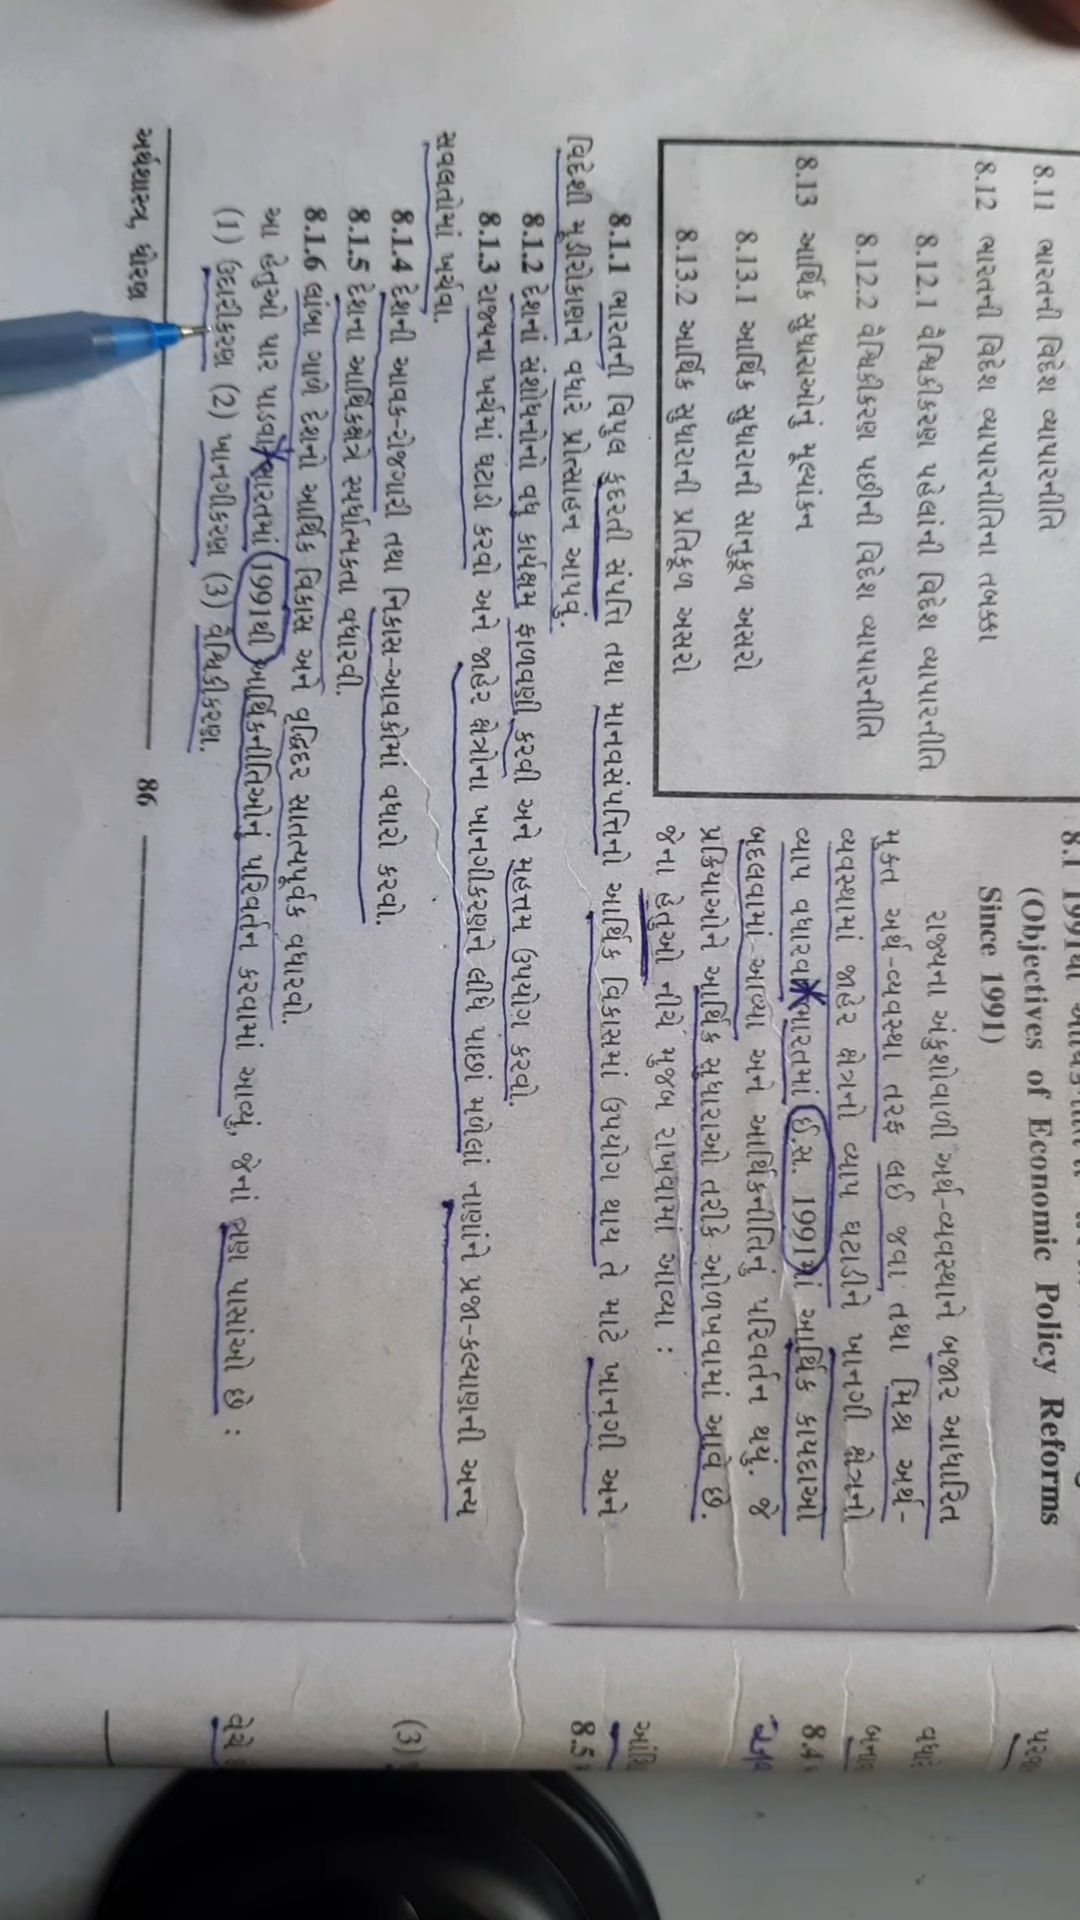 8.11 ભારતની વિદેશ વ્યાપારનીતિ
8.12 ભારતની વિદેશ વ્યાપારનીતિના તબક્કા
8.12.1 વૈશ્વિકીકરણ પહેલાંની વિદેશ વ્યાપારનીતિ
8.12.2 વૈશ્વિકીકરણ પછીની વિદેશ વ્યાપારનીતિ
8.13 આર્થિક સુધારાઓનું મૂલ્યાંકન
8.13.1 આર્થિક સુધારાની સાનુકૂળ અસરો
8.13.2 આર્થિક સુધારાની પ્રતિકૂળ અસરો
8.1 1991ની
(Objectives of Economic Policy Reforms
Since 1991)
રાજ્યના અંકુશોવાળી અર્થ-વ્યવસ્થાને બજાર આધારિત
મુક્ત અર્થ-વ્યવસ્થા તરફ લઈ જવા તથા મિશ્ર અર્થ-
વ્યવસ્થામાં જાહેર ક્ષેત્રનો વ્યાપ ઘટાડીને ખાનગી ક્ષેત્રનો
વ્યાપ વધારવા ભારતમાં ઈ.સ. 1991માં આર્થિક કાયદાઓ
બદલવામાં આવ્યા અને આર્થિકનીતિનું પરિવર્તન થયું. જે
પ્રક્રિયાઓને આર્થિક સુધારાઓ તરીકે ઓળખવામાં આવે છે.
જેના હેતુઓ નીચે મુજબ રાખવામાં આવ્યા :
8.1.1 ભારતની વિપુલ કુદરતી સંપત્તિ તથા માનવસંપત્તિનો આર્થિક વિકાસમાં ઉપયોગ થાય તે માટે ખાનગી અને
વિદેશી મૂડીરોકાણને વધારે પ્રોત્સાહન આપવું.
8.1.2 દેશનાં સંશોધનોની વધુ કાર્યક્ષમ ફાળવણી કરવી અને મહત્તમ ઉપયોગ કરવો.
8.1.3 રાજ્યના ખર્ચમાં ઘટાડો કરવો અને જાહેર ક્ષેત્રોના ખાનગીકરણને લીધે પાછાં મળેલાં નાણાંને પ્રજા-કલ્યાણની અન્ય
સવલતોમાં ખર્ચવા.
8.1.4 દેશની આવક-રોજગારી તથા નિકાસ-આવકોમાં વધારો કરવો.
8.1.5 દેશના આર્થિકક્ષેત્રે સ્પર્ધાત્મકતા વધારવી.
8.1.6 લાંબા ગાળે દેશનો આર્થિક વિકાસ અને વૃદ્ધિદર સાતત્યપૂર્વક વધારવો.
આ હેતુઓ પાર પાડવા ભારતમાં 1991થી આર્થિકનીતિઓનું પરિવર્તન કરવામાં આવ્યું, જેનાં ત્રણ પાસાંઓ છે :
(1) ઉદારીકરણ (2) ખાનગીકરણ (3) વૈશ્વિકીકરણ.
અર્થશાસ્ત્ર, ધોરણ
86
8.4
8.5
(3)